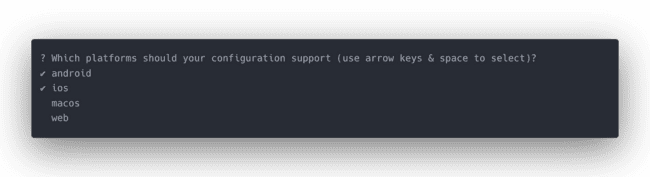 ? Which platforms should your configuration support (use arrow keys & space to select)?
✔ android
✔ ios
macos
web